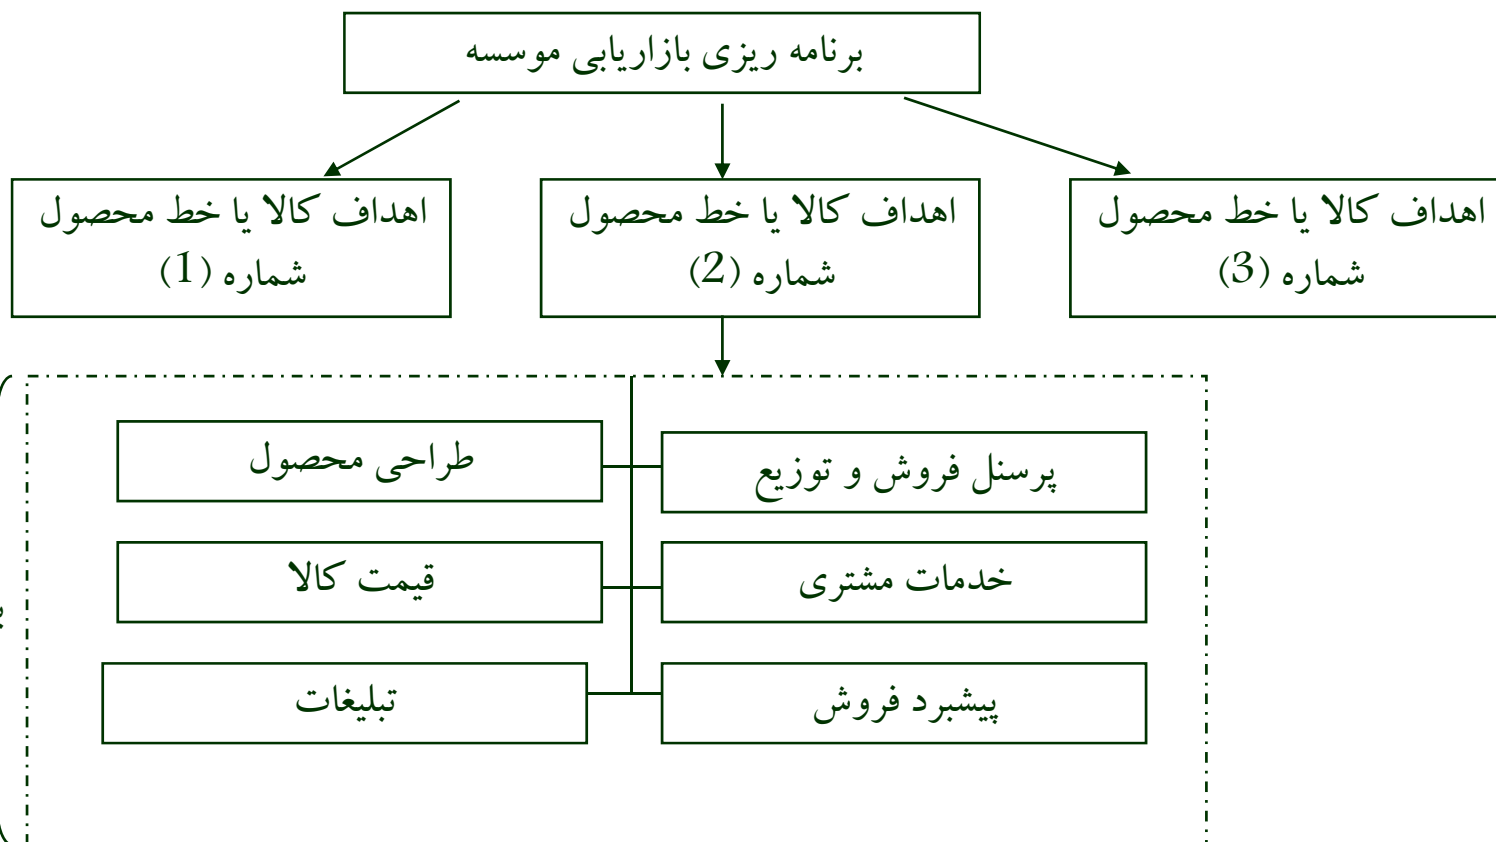 برنامه ریزی بازاریابی موسسه
اهداف کالا یا خط محصول
شماره (3)
اهداف کالا یا خط محصول
شماره (2)
اهداف کالا یا خط محصول
شماره (1)
پرسنل فروش و توزیع
طراحی محصول
خدمات مشتری
قیمت کالا
پیشبرد فروش
تبلیغات